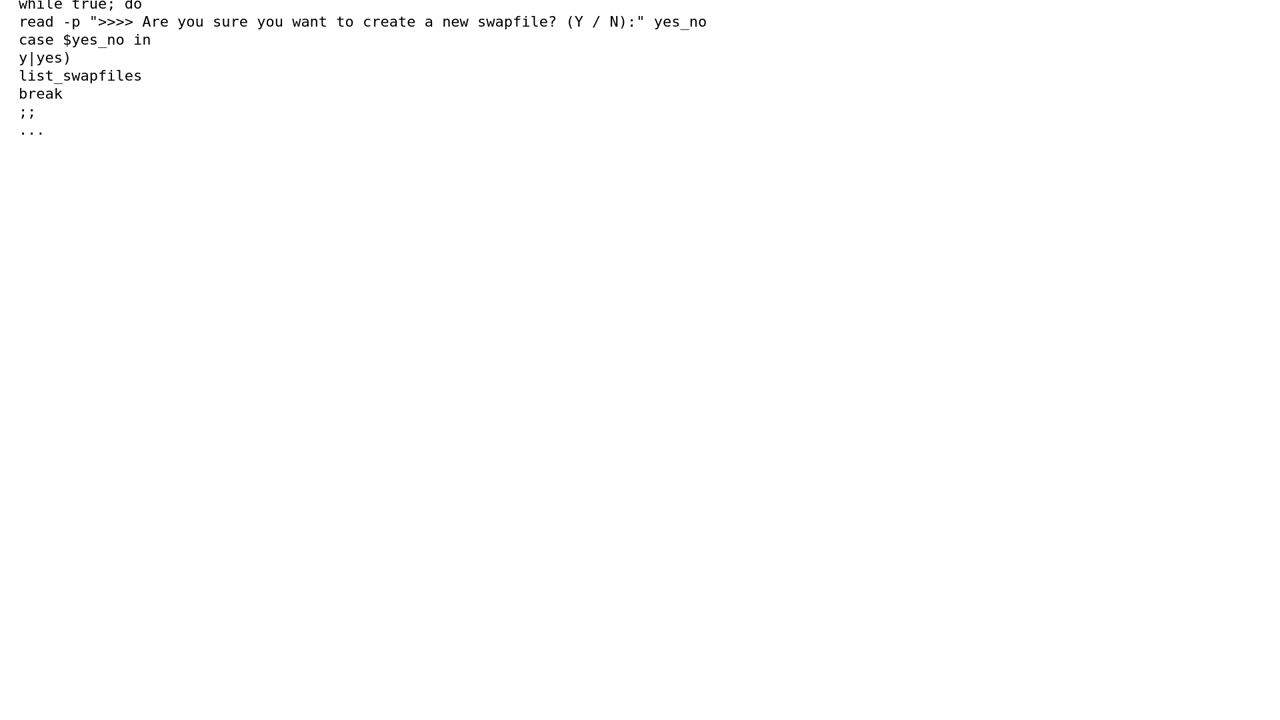 while true; do
read -p ">>>> Are you sure you want to create a new swapfile? (Y / N):" yes_no
case $yes_no in
y|yes)
list_swapfiles
break
;;
...